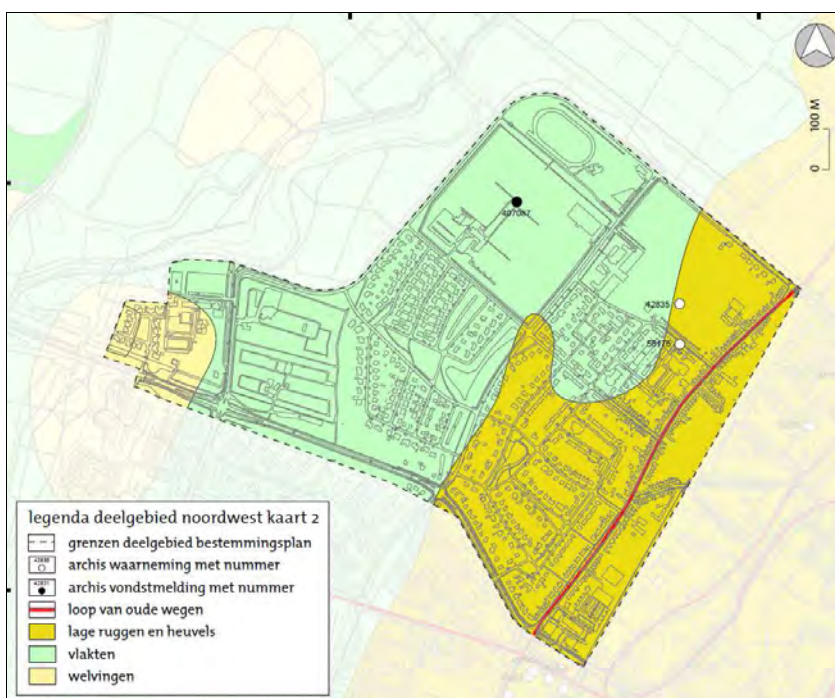 100 M
0
407087
42835
legenda deelgebied noordwest kaart 2
grenzen deelgebied bestemmingsplan
archis waarneming met nummer
archis vondstmelding met nummer
loop van oude wegen
lage ruggen en heuvels
vlakten
welvingen